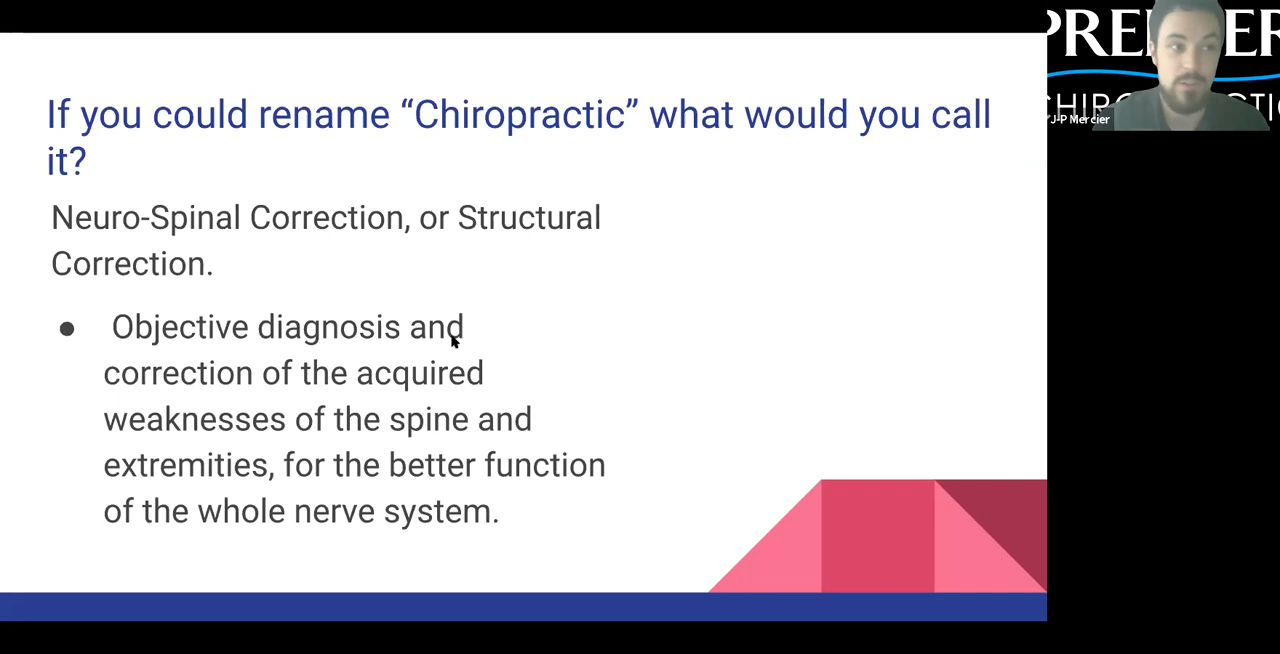 If you could rename “Chiropractic” what would you call
it?
Neuro-Spinal Correction, or Structural
Correction.
● Objective diagnosis and
correction of the acquired
weaknesses of the spine and
extremities, for the better function
of the whole nerve system.
J-P Mercier